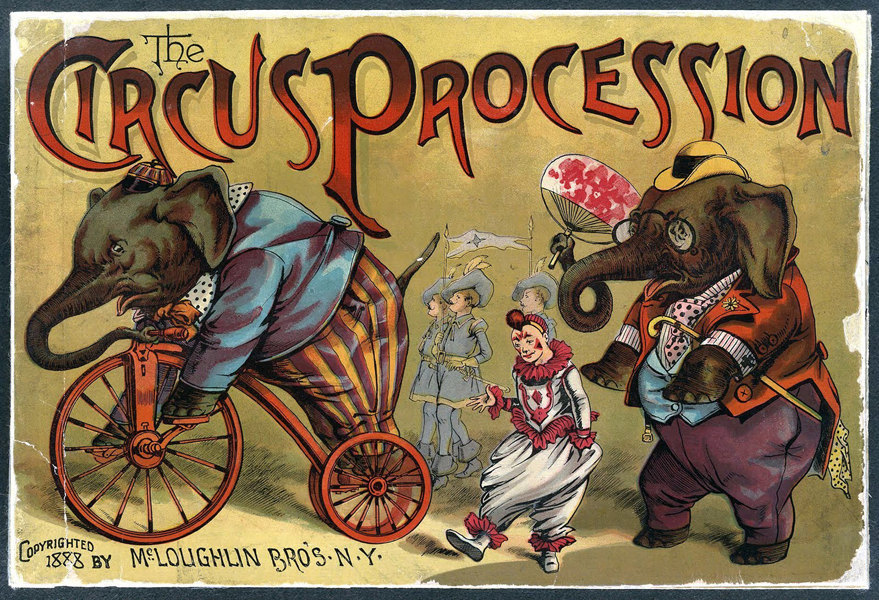 The
CIRCUS PROCESSION
COPYRIGHTED
1888 BY McLOUGHLIN BRO'S. N.Y.